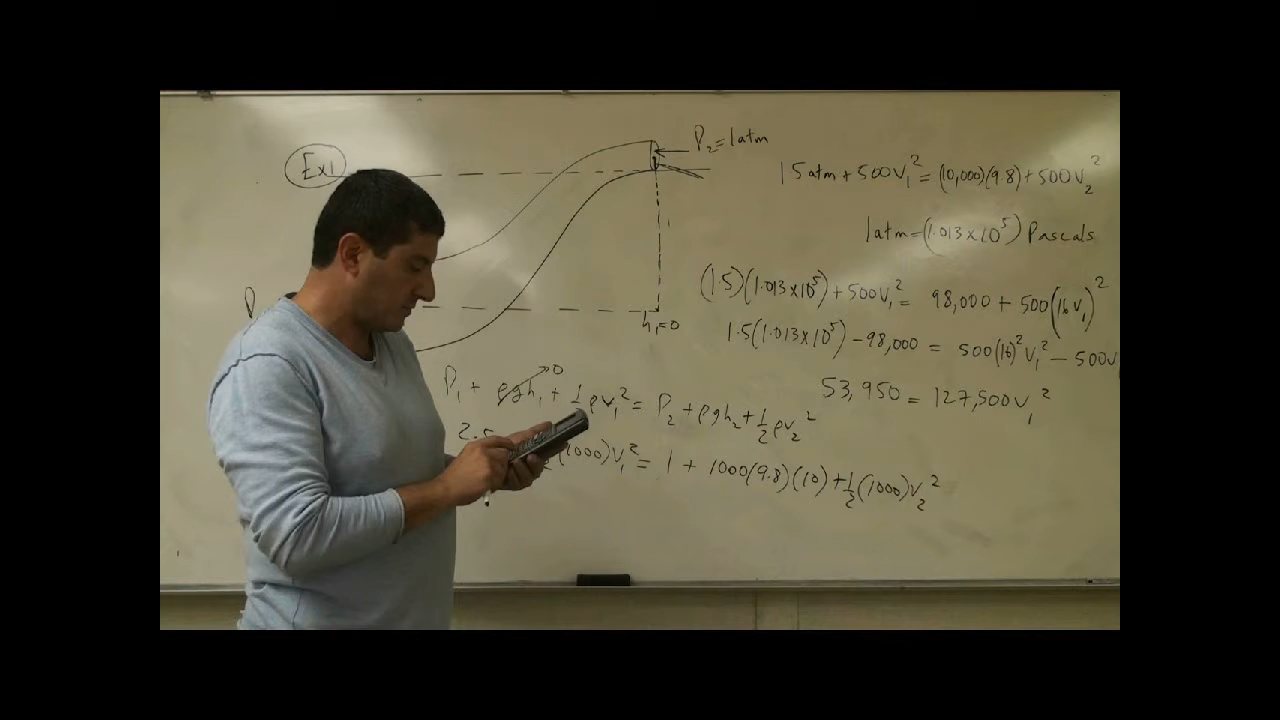 Ex1
P₂=1atm
P
h₁=0
P₁ + ρgh₁ + ½ρv₁² = P₂ + ρgh₂ + ½ρv₂²
0
2.5 (1000)v₁² = 1 + 1000(9.8)(10) + ½(1000)v₂²
1.5atm + 500v₁² = (10,000)(9.8) + 500v₂²
1atm = (1.013×10⁵) Pascals
(1.5)(1.013×10⁵) + 500v₁² = 98,000 + 500(16v₁)²
1.5(1.013×10⁵) - 98,000 = 500(16)²v₁² - 500v
53,950 = 127,500v₁²